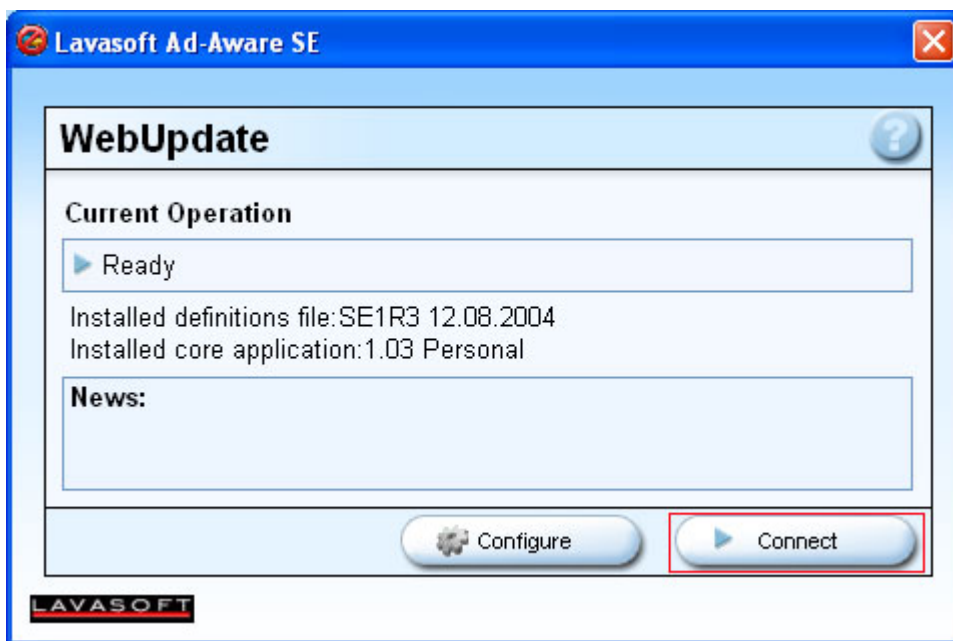 Lavasoft Ad-Aware SE
WebUpdate
?
Current Operation
Ready
Installed definitions file:SE1R3 12.08.2004
Installed core application:1.03 Personal
News:
Configure
Connect
LAVASOFT